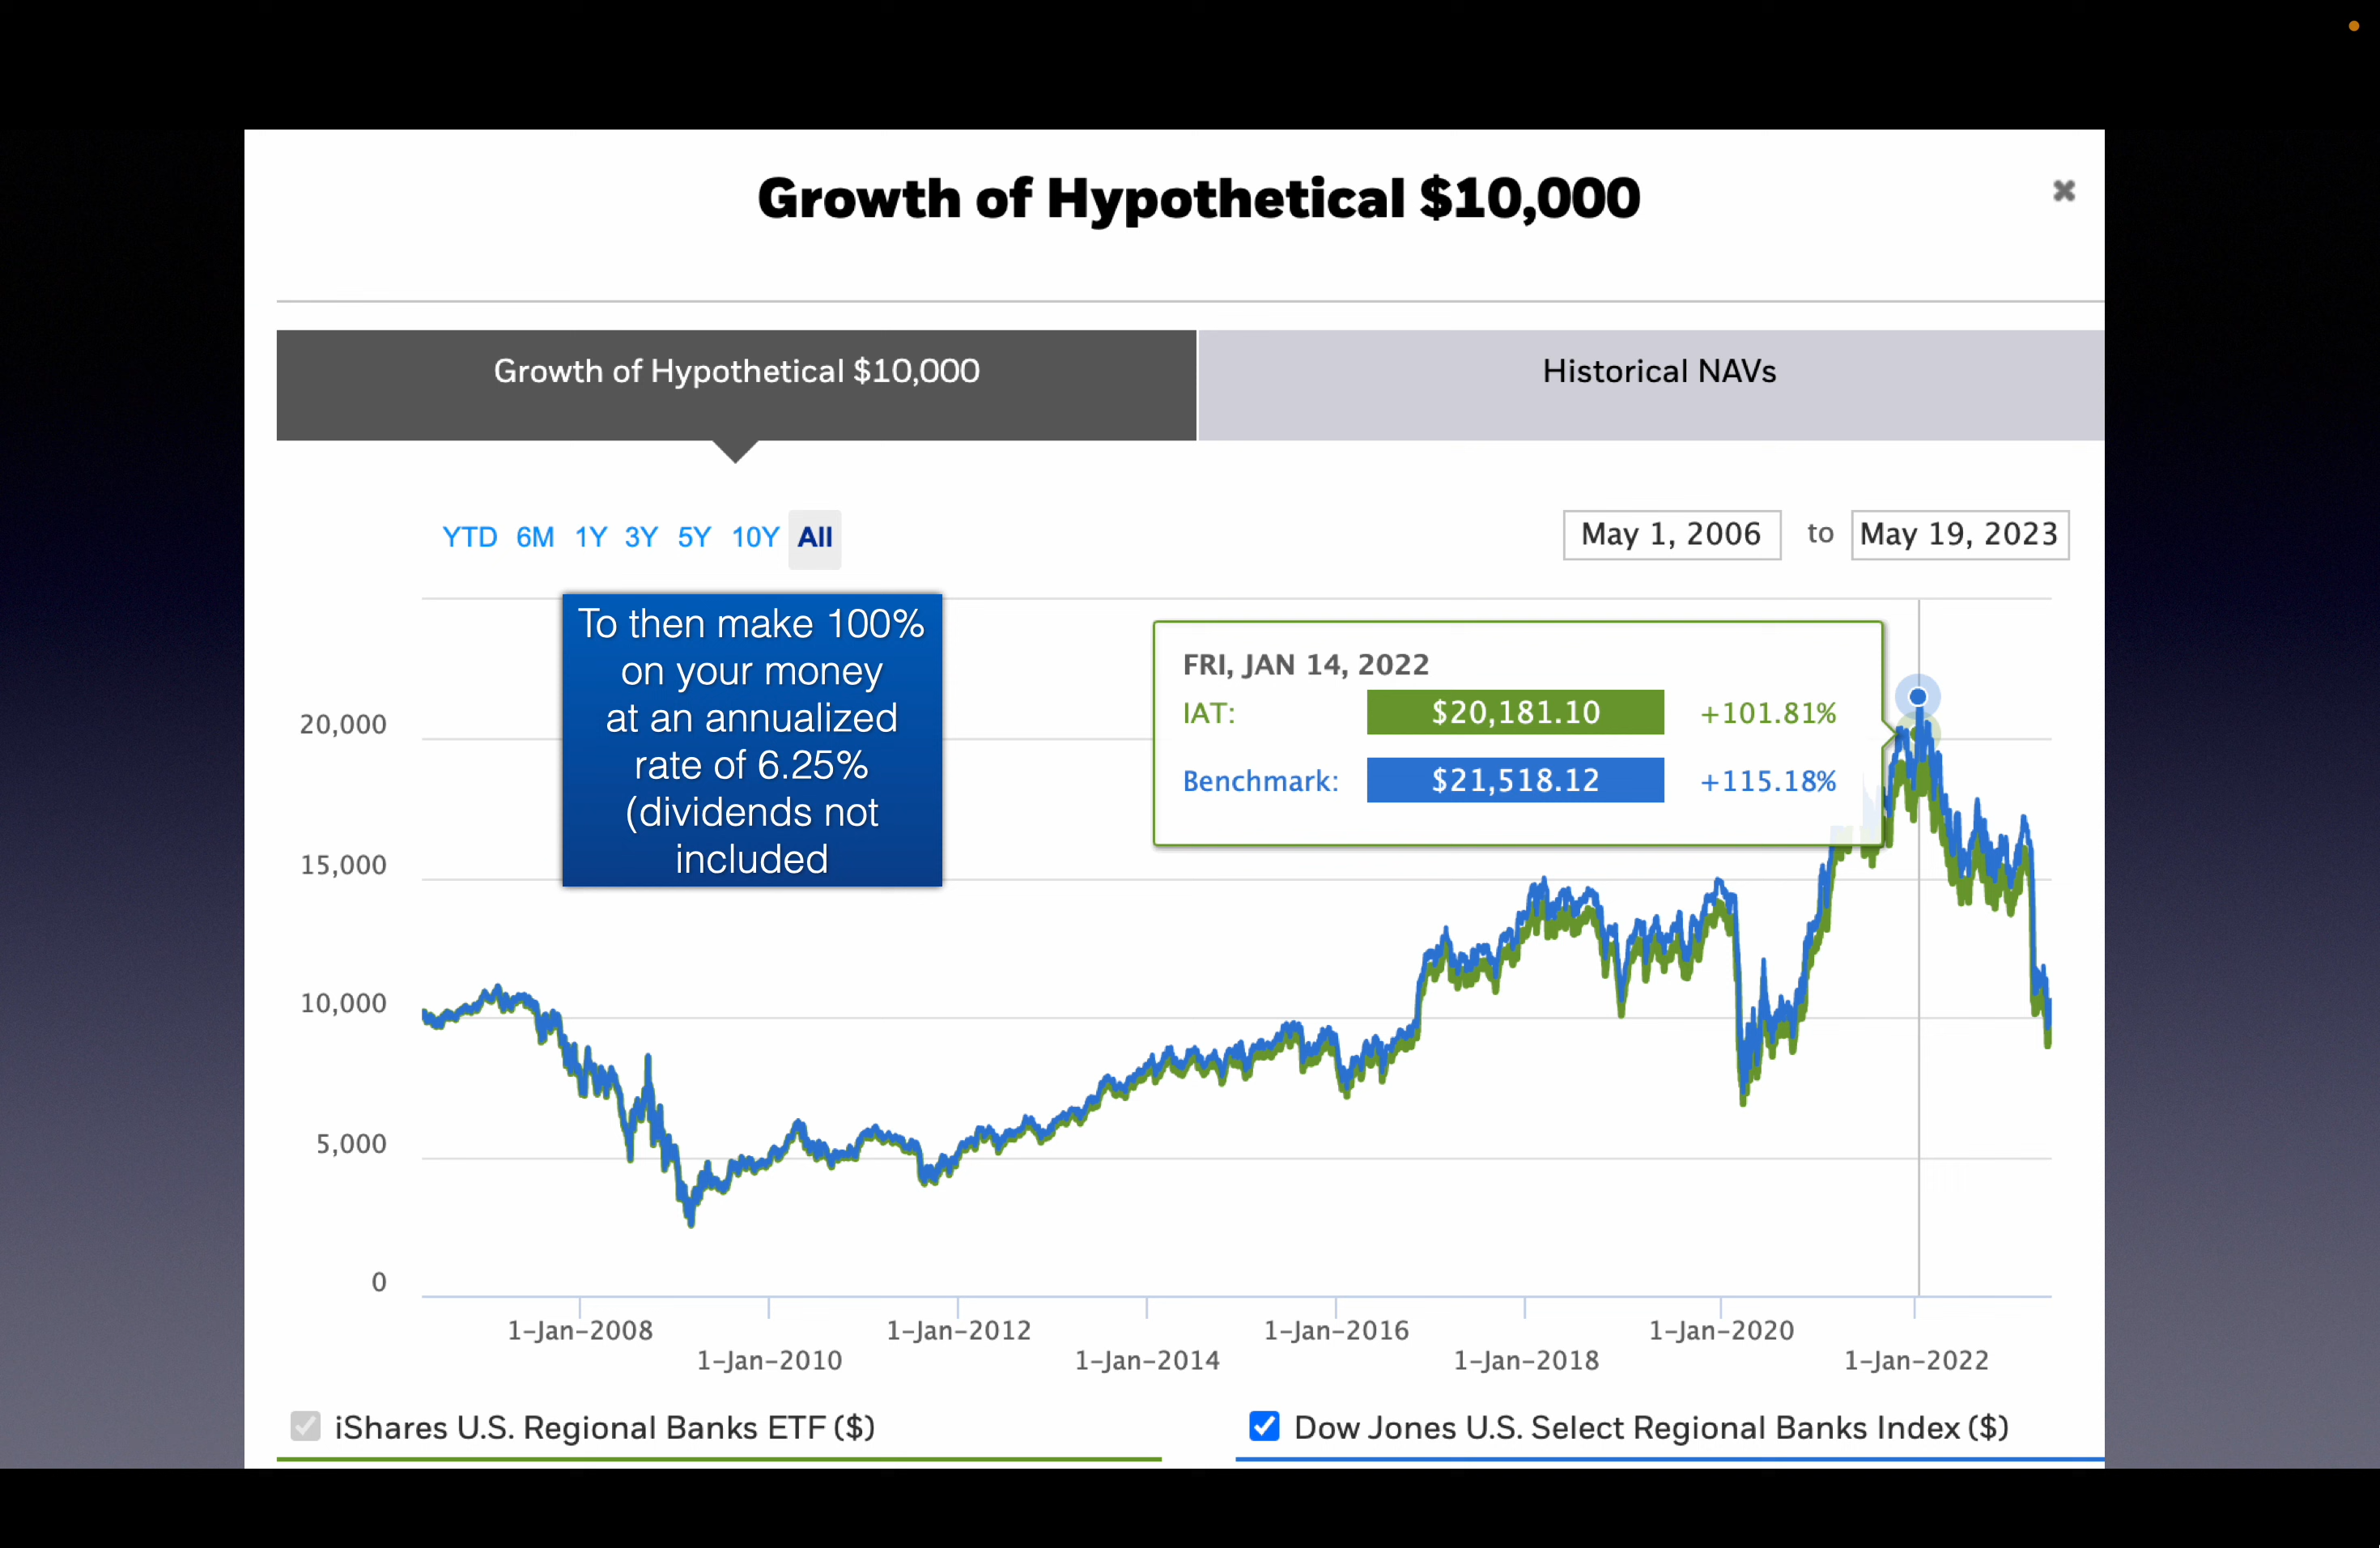 Growth of Hypothetical $10,000
Growth of Hypothetical $10,000
Historical NAVs
YTD 6M 1Y 3Y 5Y 10Y All
May 1, 2006 to May 19, 2023
To then make 100%
on your money
at an annualized
rate of 6.25%
(dividends not
included
FRI, JAN 14, 2022
IAT: $20,181.10 +101.81%
Benchmark: $21,518.12 +115.18%
20,000
15,000
10,000
5,000
0
1-Jan-2008
1-Jan-2010
1-Jan-2012
1-Jan-2014
1-Jan-2016
1-Jan-2018
1-Jan-2020
1-Jan-2022
iShares U.S. Regional Banks ETF ($)
Dow Jones U.S. Select Regional Banks Index ($)